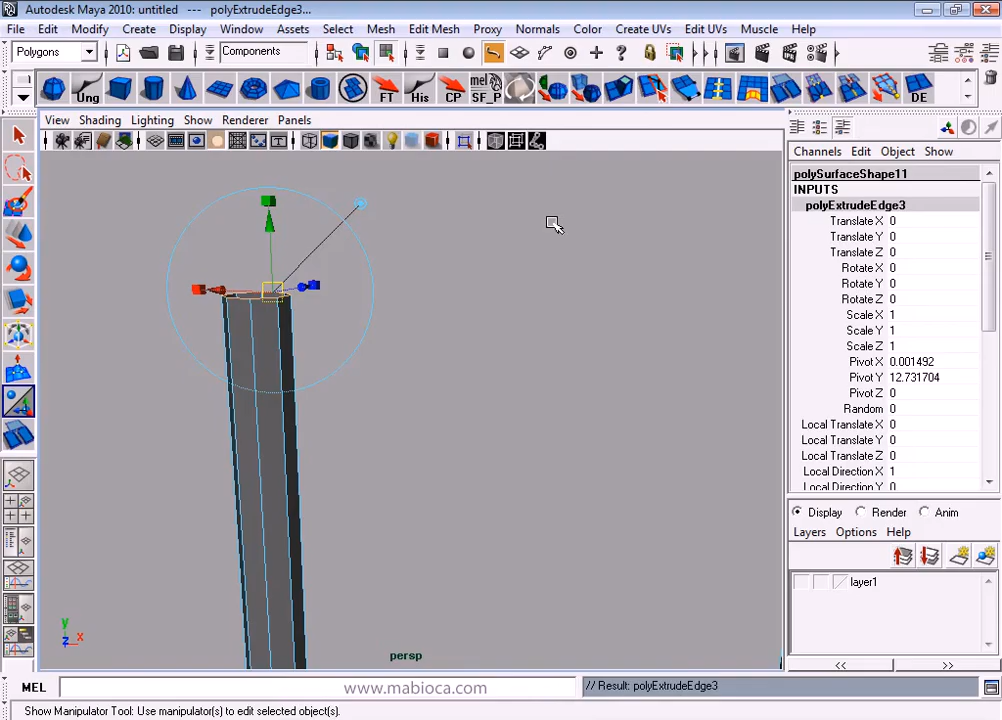 Autodesk Maya 2010: untitled --- polyExtrudeEdge3...
File Edit Modify Create Display Window Assets Select Mesh Edit Mesh Proxy Normals Color Create UVs Edit UVs Muscle Help
Polygons Components
Ung FT His CP mel SF_P DE
View Shading Lighting Show Renderer Panels
Channels Edit Object Show
polySurfaceShape11
INPUTS
polyExtrudeEdge3
Translate X 0
Translate Y 0
Translate Z 0
Rotate X 0
Rotate Y 0
Rotate Z 0
Scale X 1
Scale Y 1
Scale Z 1
Pivot X 0.001492
Pivot Y 12.731704
Pivot Z 0
Random 0
Local Translate X 0
Local Translate Y 0
Local Translate Z 0
Local Direction X 1
Local Direction Y 0
Display Render Anim
Layers Options Help
layer1
y
z x
persp
<< >>
MEL www.mabioca.com // Result: polyExtrudeEdge3
Show Manipulator Tool: Use manipulator(s) to edit selected object(s).